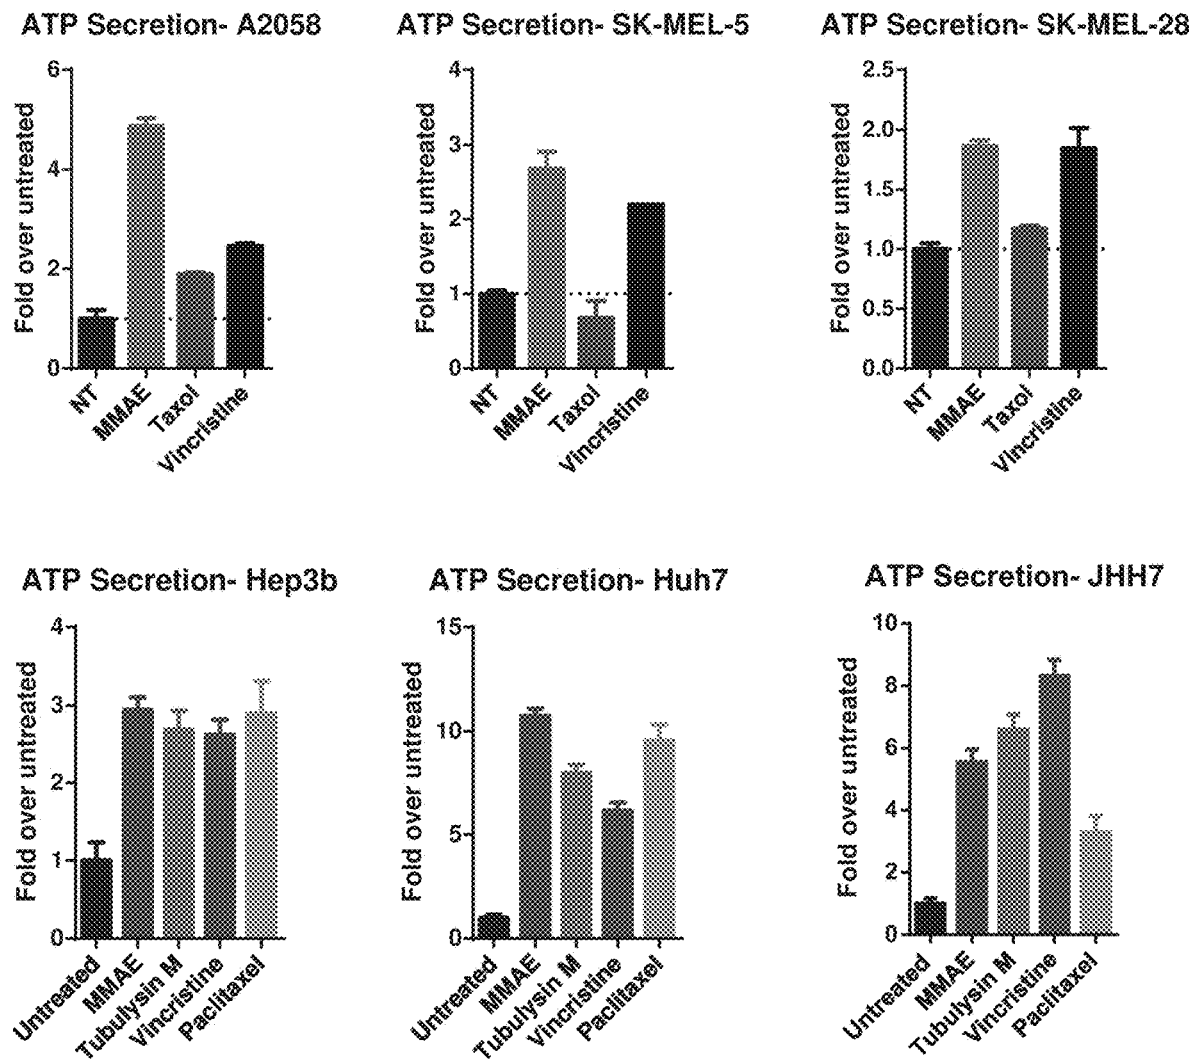 ATP Secretion- A2058
Fold over untreated
6
4
2
0
NT
MMAE
Taxol
Vincristine
ATP Secretion- SK-MEL-5
Fold over untreated
4
3
2
1
0
NT
MMAE
Taxol
Vincristine
ATP Secretion- SK-MEL-28
Fold over untreated
2.5
2.0
1.5
1.0
0.5
0.0
NT
MMAE
Taxol
Vincristine
ATP Secretion- Hep3b
Fold over untreated
4
3
2
1
0
Untreated
MMAE
Tubulysin M
Vincristine
Paclitaxel
ATP Secretion- Huh7
Fold over untreated
15
10
5
0
Untreated
MMAE
Tubulysin M
Vincristine
Paclitaxel
ATP Secretion- JHH7
Fold over untreated
10
8
6
4
2
0
Untreated
MMAE
Tubulysin M
Vincristine
Paclitaxel